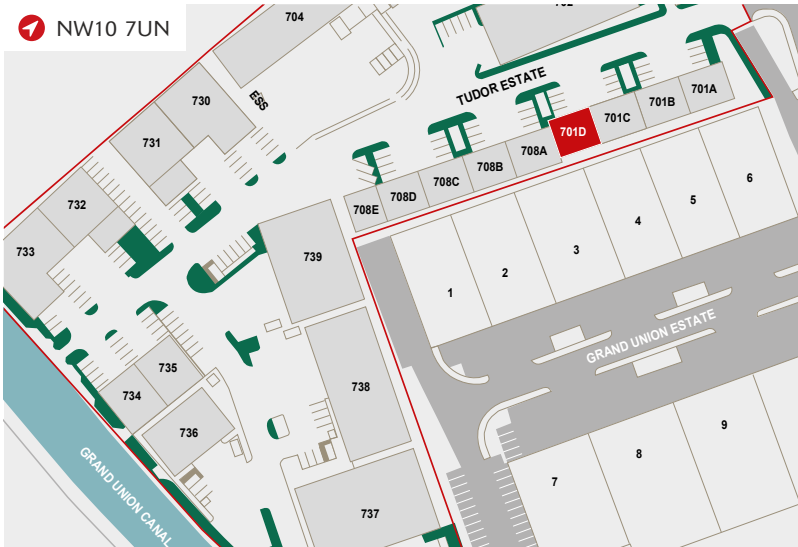 NW10 7UN
704
702
730
ESS
TUDOR ESTATE
731
701A
701B
701C
701D
708A
708B
708C
708D
708E
732
733
739
1
2
3
4
5
6
GRAND UNION ESTATE
735
734
736
738
737
GRAND UNION CANAL
7
8
9